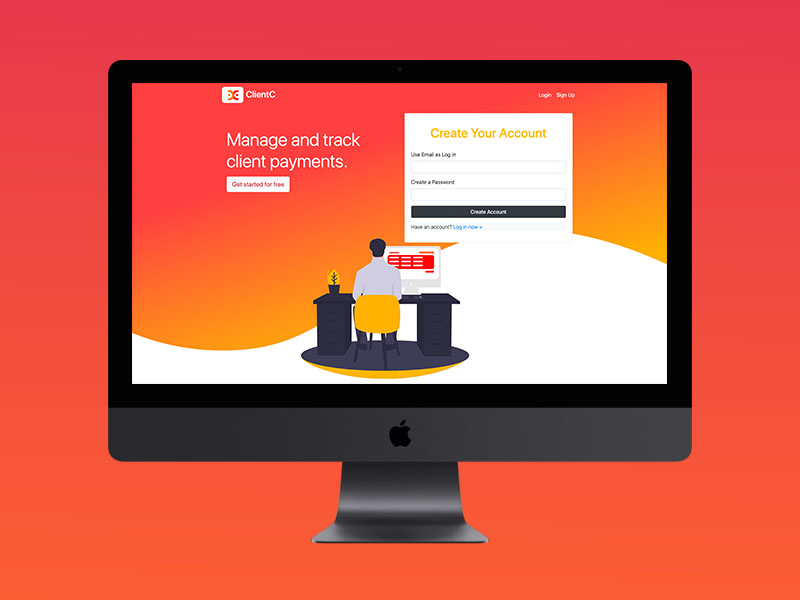 ClientC
Login Sign Up
Manage and track
client payments.
Get started for free
Create Your Account
Use Email as Log in
Create a Password
Create Account
Have an account? Log in now »